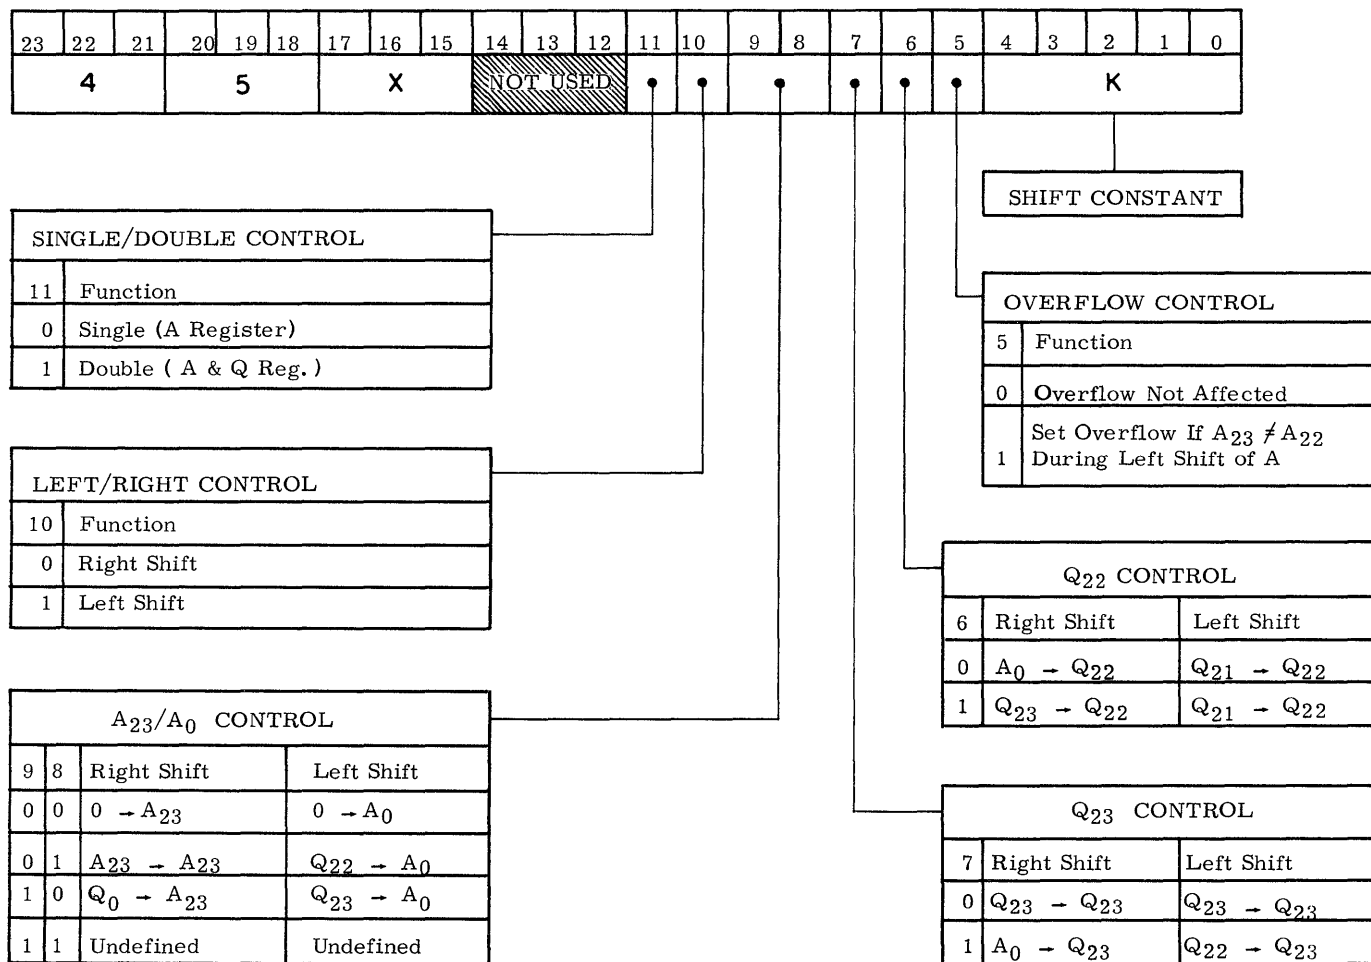 23 22 21 20 19 18 17 16 15 14 13 12 11 10 9 8 7 6 5 4 3 2 1 0
4 5 X NOT USED K
SHIFT CONSTANT
SINGLE/DOUBLE CONTROL
11 Function
0 Single (A Register)
1 Double ( A & Q Reg. )
OVERFLOW CONTROL
5 Function
0 Overflow Not Affected
1 Set Overflow If A23 ≠ A22
During Left Shift of A
LEFT/RIGHT CONTROL
10 Function
0 Right Shift
1 Left Shift
Q22 CONTROL
6 Right Shift Left Shift
0 A0 → Q22 Q21 → Q22
1 Q23 → Q22 Q21 → Q22
A23/A0 CONTROL
9 8 Right Shift Left Shift
0 0 0 → A23 0 → A0
0 1 A23 → A23 Q22 → A0
1 0 Q0 → A23 Q23 → A0
1 1 Undefined Undefined
Q23 CONTROL
7 Right Shift Left Shift
0 Q23 → Q23 Q23 → Q23
1 A0 → Q23 Q22 → Q23